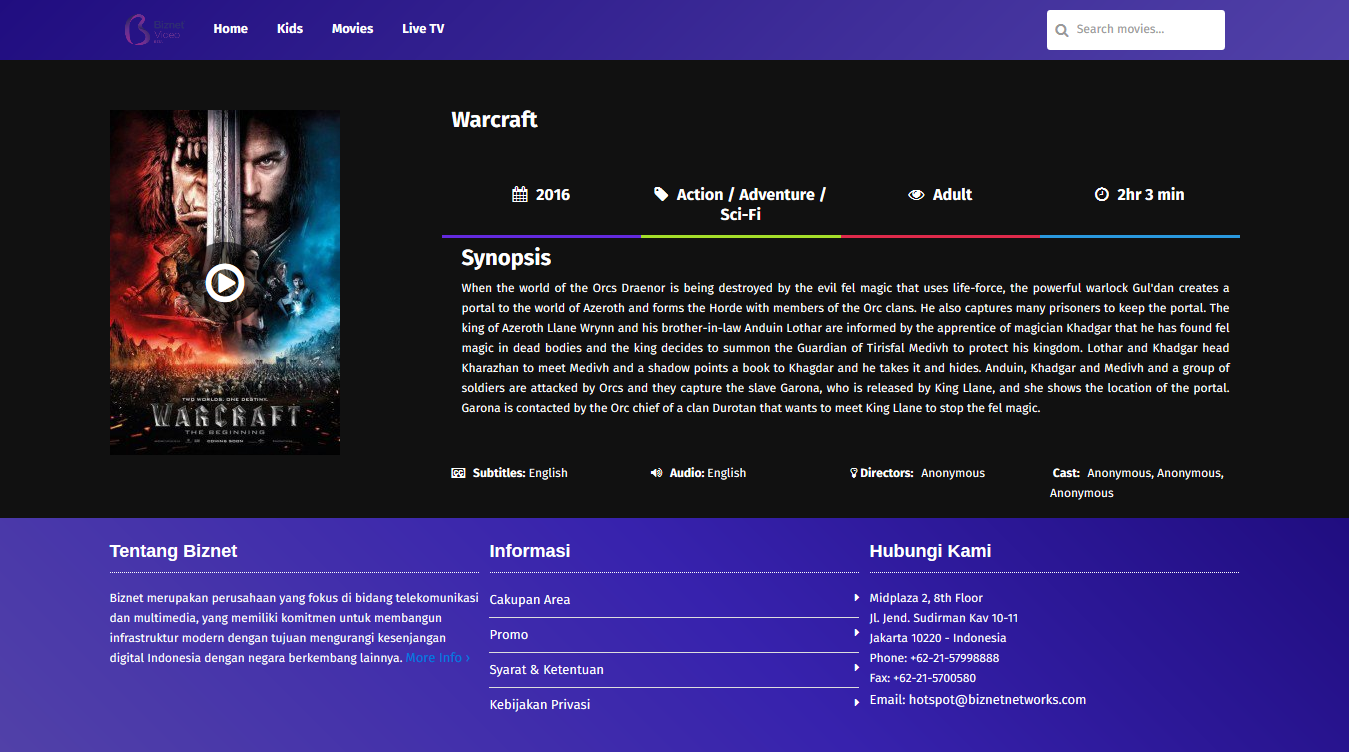 Biznet
Video
Home
Kids
Movies
Live TV
Search movies...
Warcraft
2016
Action / Adventure /
Sci-Fi
Adult
2hr 3 min
TWO WORLDS. ONE DESTINY.
WARCRAFT
THE BEGINNING
COMING SOON
Synopsis
When the world of the Orcs Draenor is being destroyed by the evil fel magic that uses life-force, the powerful warlock Gul'dan creates a
portal to the world of Azeroth and forms the Horde with members of the Orc clans. He also captures many prisoners to keep the portal. The
king of Azeroth Llane Wrynn and his brother-in-law Anduin Lothar are informed by the apprentice of magician Khadgar that he has found fel
magic in dead bodies and the king decides to summon the Guardian of Tirisfal Medivh to protect his kingdom. Lothar and Khadgar head
Kharazhan to meet Medivh and a shadow points a book to Khagdar and he takes it and hides. Anduin, Khadgar and Medivh and a group of
soldiers are attacked by Orcs and they capture the slave Garona, who is released by King Llane, and she shows the location of the portal.
Garona is contacted by the Orc chief of a clan Durotan that wants to meet King Llane to stop the fel magic.
Subtitles: English
Audio: English
Directors: Anonymous
Cast: Anonymous, Anonymous,
Anonymous
Tentang Biznet
Biznet merupakan perusahaan yang fokus di bidang telekomunikasi
dan multimedia, yang memiliki komitmen untuk membangun
infrastruktur modern dengan tujuan mengurangi kesenjangan
digital Indonesia dengan negara berkembang lainnya. More Info ›
Informasi
Cakupan Area
Promo
Syarat & Ketentuan
Kebijakan Privasi
Hubungi Kami
Midplaza 2, 8th Floor
Jl. Jend. Sudirman Kav 10-11
Jakarta 10220 - Indonesia
Phone: +62-21-57998888
Fax: +62-21-5700580
Email: hotspot@biznetnetworks.com